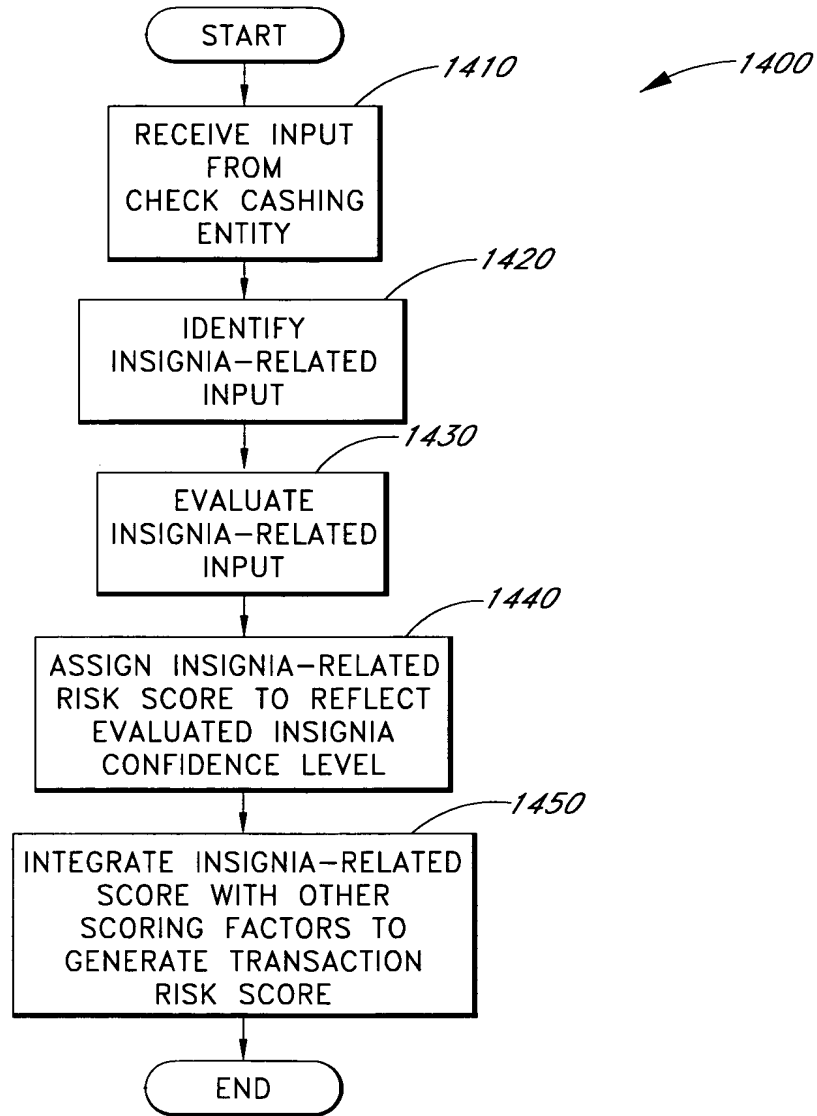 START
1400
1410
RECEIVE INPUT
FROM
CHECK CASHING
ENTITY
1420
IDENTIFY
INSIGNIA-RELATED
INPUT
1430
EVALUATE
INSIGNIA-RELATED
INPUT
1440
ASSIGN INSIGNIA-RELATED
RISK SCORE TO REFLECT
EVALUATED INSIGNIA
CONFIDENCE LEVEL
1450
INTEGRATE INSIGNIA-RELATED
SCORE WITH OTHER
SCORING FACTORS TO
GENERATE TRANSACTION
RISK SCORE
END